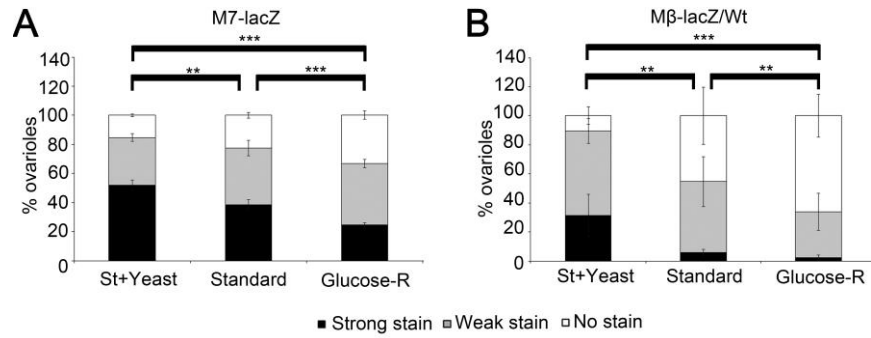 A
M7-lacZ
***
**
***
140
120
100
80
60
40
20
0
% ovarioles
St+Yeast Standard Glucose-R
B
Mβ-lacZ/Wt
***
**
**
140
120
100
80
60
40
20
0
% ovarioles
St+Yeast Standard Glucose-R
Strong stain Weak stain No stain